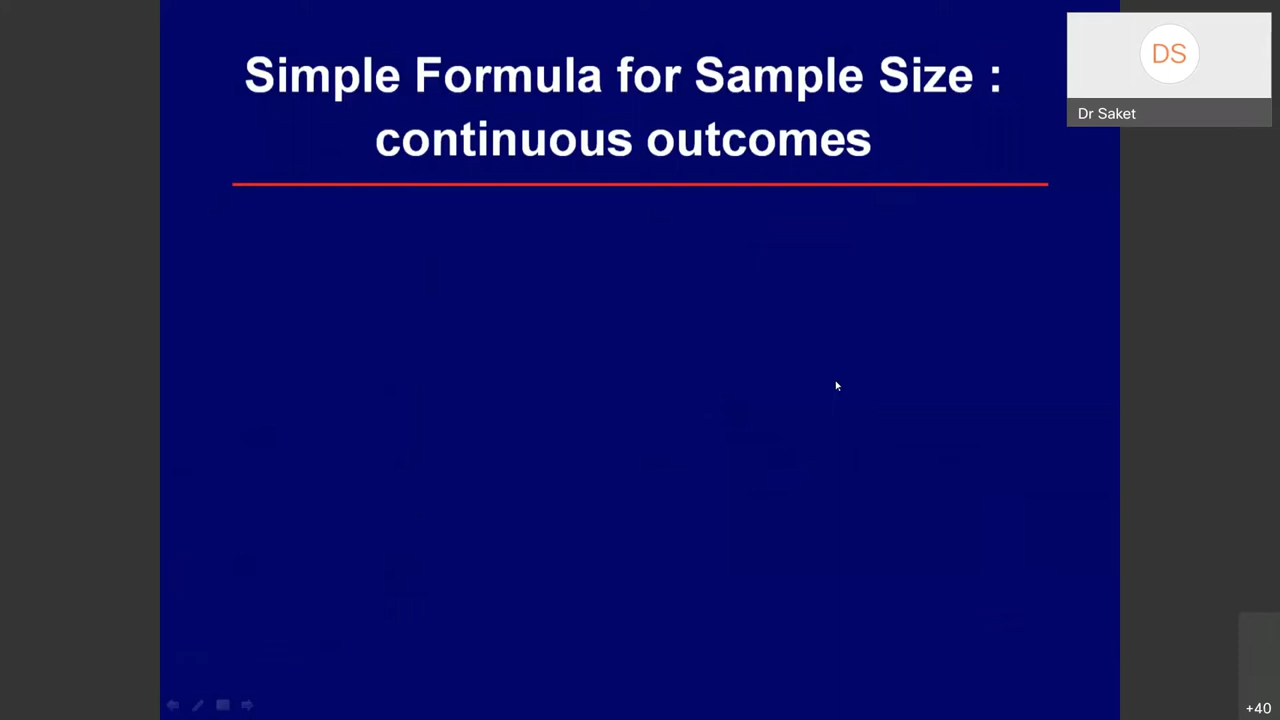 Simple Formula for Sample Size :
continuous outcomes
DS
Dr Saket
+40